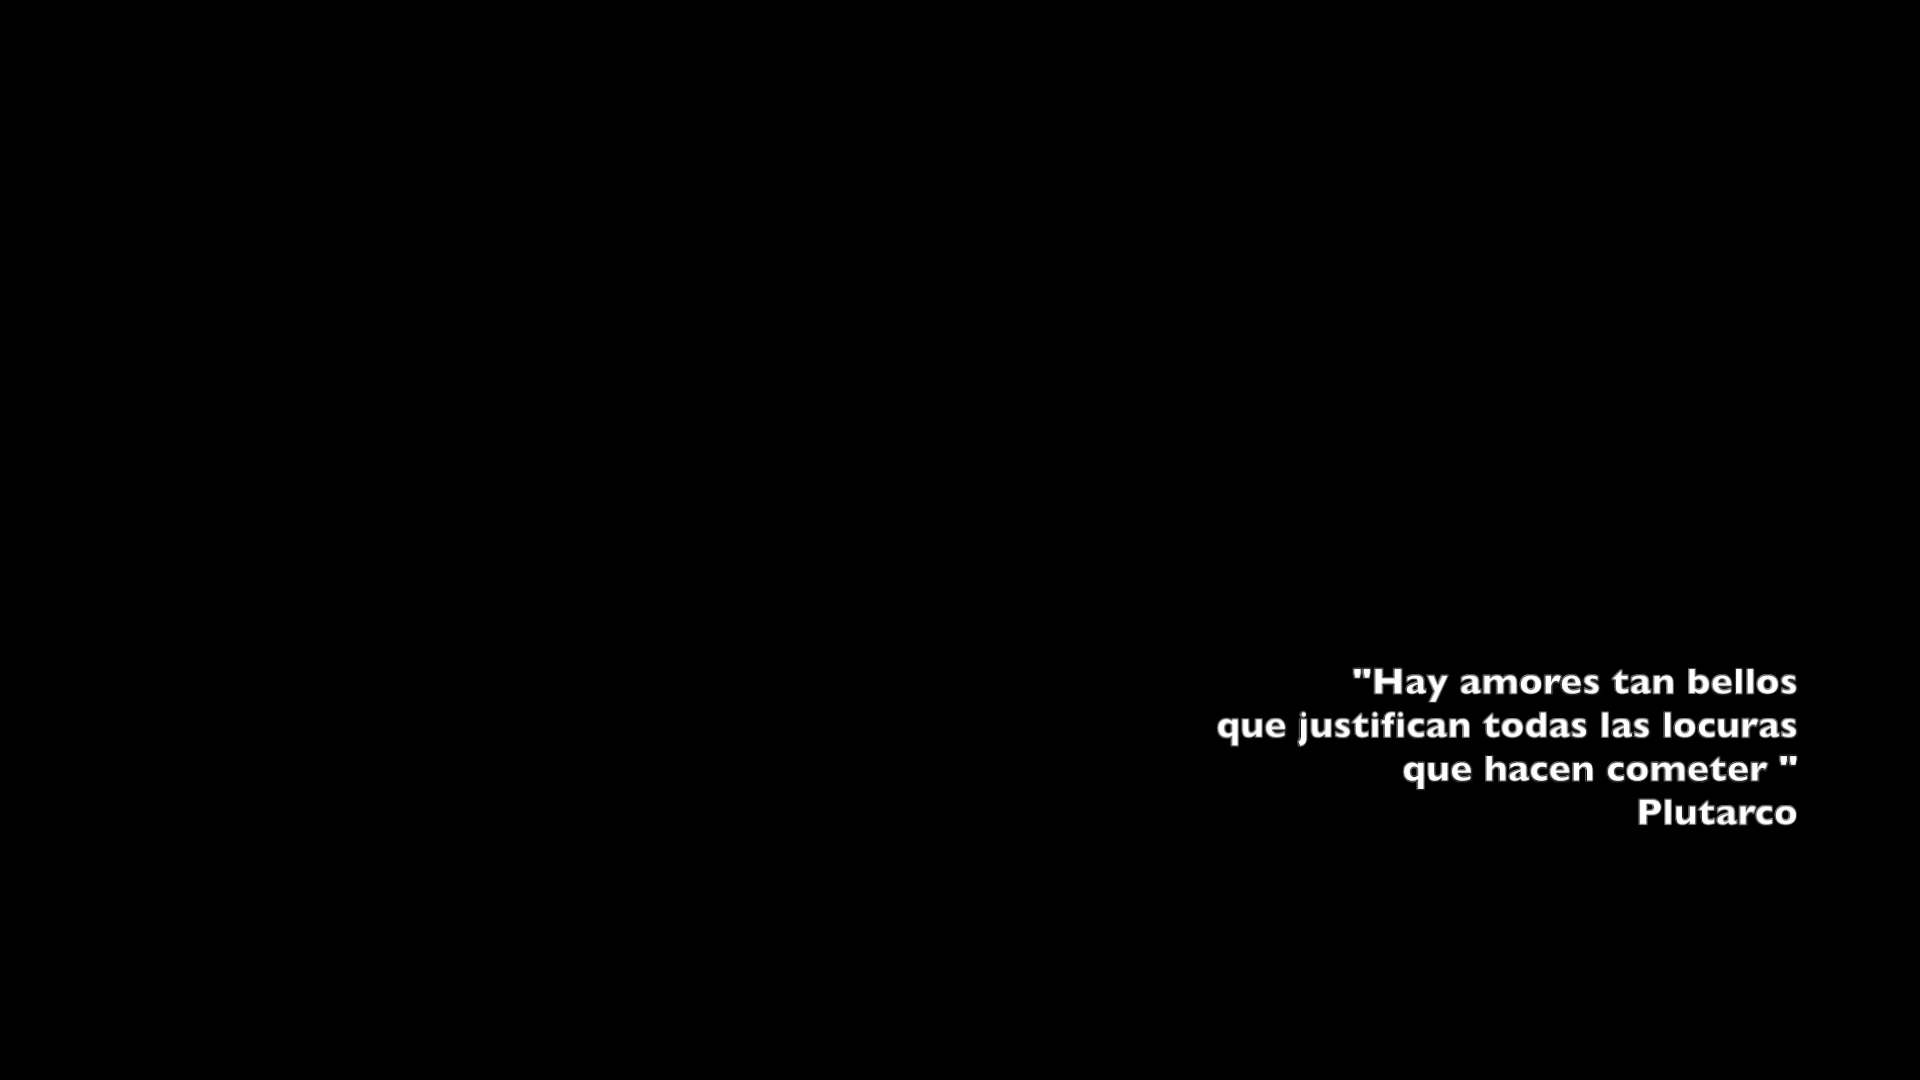 "Hay amores tan bellos
que justifican todas las locuras
que hacen cometer "
Plutarco